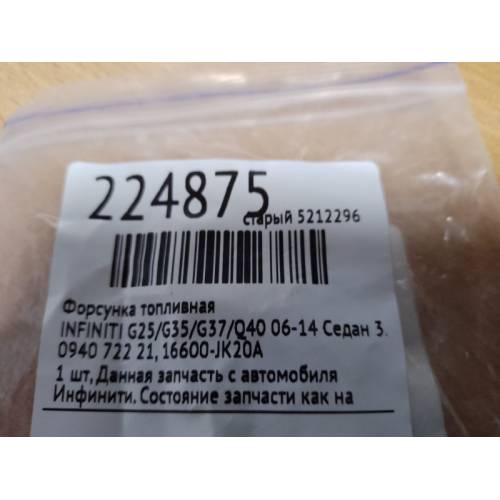 224875
старый 5212296
Форсунка топливная
INFINITI G25/G35/G37/Q40 06-14 Седан 3.
0940 722 21, 16600-JK20A
1 шт, Данная запчасть с автомобиля
Инфинити. Состояние запчасти как на